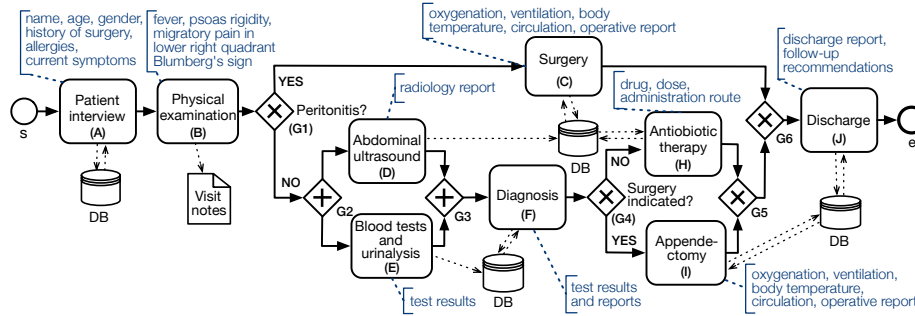 name, age, gender,
history of surgery,
allergies,
current symptoms
fever, psoas rigidity,
migratory pain in
lower right quadrant
Blumberg's sign
oxygenation, ventilation, body
temperature, circulation, operative report
discharge report,
follow-up
recommendations
s
Patient
interview
(A)
DB
Physical
examination
(B)
Visit
notes
YES
Peritonitis?
(G1)
NO
G2
radiology report
Abdominal
ultrasound
(D)
Blood tests
and
urinalysis
(E)
test results
G3
Surgery
(C)
DB
Diagnosis
(F)
DB
test results
and reports
drug, dose,
administration route
NO
Surgery
indicated?
(G4)
YES
Antiobiotic
therapy
(H)
Appende-
ctomy
(I)
G5
oxygenation, ventilation,
body temperature,
circulation, operative report
G6
Discharge
(J)
DB
e